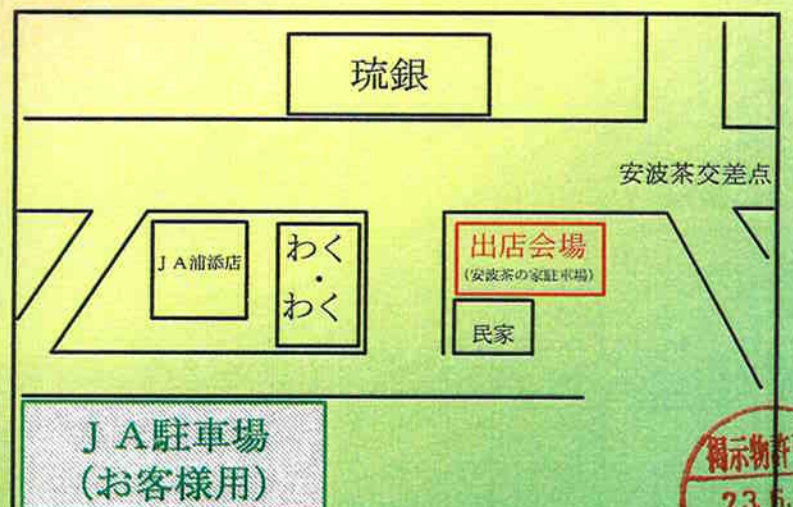 琉銀
安波茶交差点
JA浦添店
わく
・
わく
出店会場
(安波茶の家駐車場)
民家
JA駐車場
(お客様用)
掲示物許
23.6.